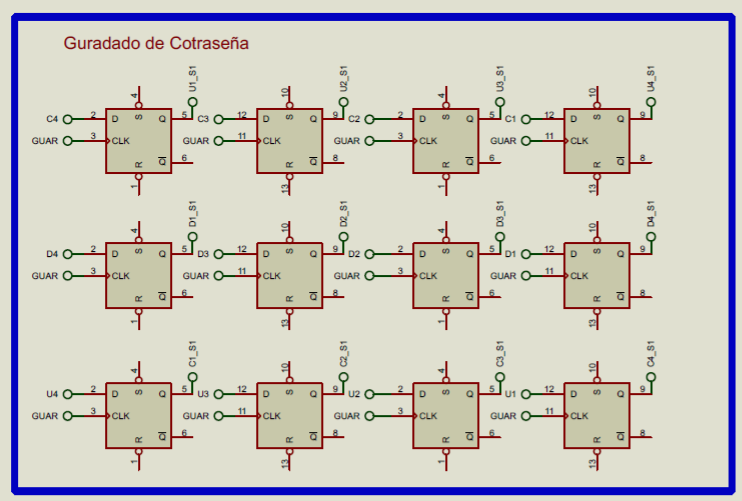 Guradado de Cotraseña
4 U1_S1 10 U2_S1 4 U3_S1 10 U4_S1
C4 2 D S Q 5 C3 12 D S Q 9 C2 2 D S Q 5 C1 12 D S Q 9
GUAR 3 CLK GUAR 11 CLK GUAR 3 CLK GUAR 11 CLK
R Q 6 R Q 8 R Q 6 R Q 8
1 13 1 13
4 D1_S1 10 D2_S1 4 D3_S1 10 D4_S1
D4 2 D S Q 5 D3 12 D S Q 9 D2 2 D S Q 5 D1 12 D S Q 9
GUAR 3 CLK GUAR 11 CLK GUAR 3 CLK GUAR 11 CLK
R Q 6 R Q 8 R Q 6 R Q 8
1 13 1 13
4 C1_S1 10 C2_S1 4 C3_S1 10 C4_S1
U4 2 D S Q 5 U3 12 D S Q 9 U2 2 D S Q 5 U1 12 D S Q 9
GUAR 3 CLK GUAR 11 CLK GUAR 3 CLK GUAR 11 CLK
R Q 6 R Q 8 R Q 6 R Q 8
1 13 1 13